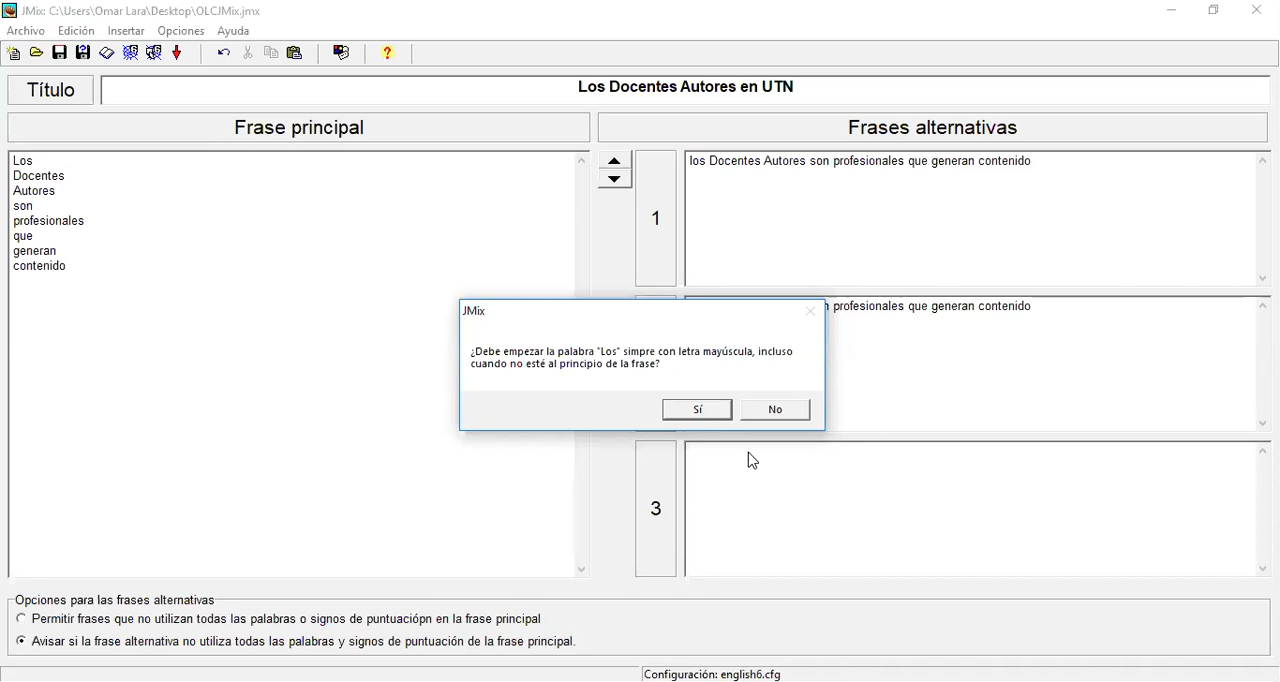 JMix: C:\Users\Omar Lara\Desktop\OLCJMix.jmx
Archivo Edición Insertar Opciones Ayuda
Título
Los Docentes Autores en UTN
Frase principal
Frases alternativas
Los
Docentes
Autores
son
profesionales
que
generan
contenido
1
los Docentes Autores son profesionales que generan contenido
profesionales que generan contenido
JMix
¿Debe empezar la palabra "Los" simpre con letra mayúscula, incluso
cuando no esté al principio de la frase?
Sí No
3
Opciones para las frases alternativas
Permitir frases que no utilizan todas las palabras o signos de puntuaciópn en la frase principal
Avisar si la frase alternativa no utiliza todas las palabras y signos de puntuación de la frase principal.
Configuración: english6.cfg